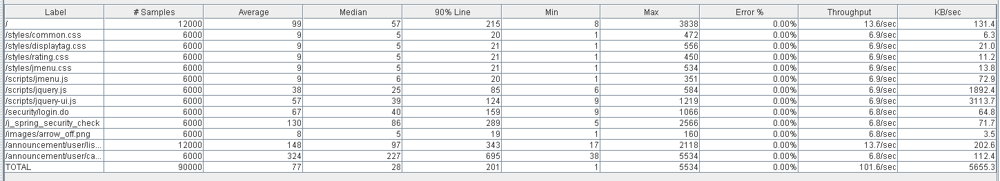 Label # Samples Average Median 90% Line Min Max Error % Throughput KB/sec
/ 12000 99 57 215 8 3838 0.00% 13.6/sec 131.4
/styles/common.css 6000 9 5 20 1 472 0.00% 6.9/sec 6.3
/styles/displaytag.css 6000 9 5 21 1 556 0.00% 6.9/sec 21.0
/styles/rating.css 6000 9 5 21 1 450 0.00% 6.9/sec 11.2
/styles/jmenu.css 6000 9 5 21 1 534 0.00% 6.9/sec 13.8
/scripts/jmenu.js 6000 9 6 20 1 351 0.00% 6.9/sec 72.9
/scripts/jquery.js 6000 38 25 85 6 584 0.00% 6.9/sec 1892.4
/scripts/jquery-ui.js 6000 57 39 124 9 1219 0.00% 6.9/sec 3113.7
/security/login.do 6000 67 40 159 9 1066 0.00% 6.8/sec 64.8
/j_spring_security_check 6000 130 86 289 5 2566 0.00% 6.8/sec 71.7
/images/arrow_off.png 6000 8 5 19 1 160 0.00% 6.8/sec 3.5
/announcement/user/lis... 12000 148 97 343 17 2118 0.00% 13.7/sec 202.6
/announcement/user/ca... 6000 324 227 695 38 5534 0.00% 6.8/sec 112.4
TOTAL 90000 77 28 201 1 5534 0.00% 101.6/sec 5655.3